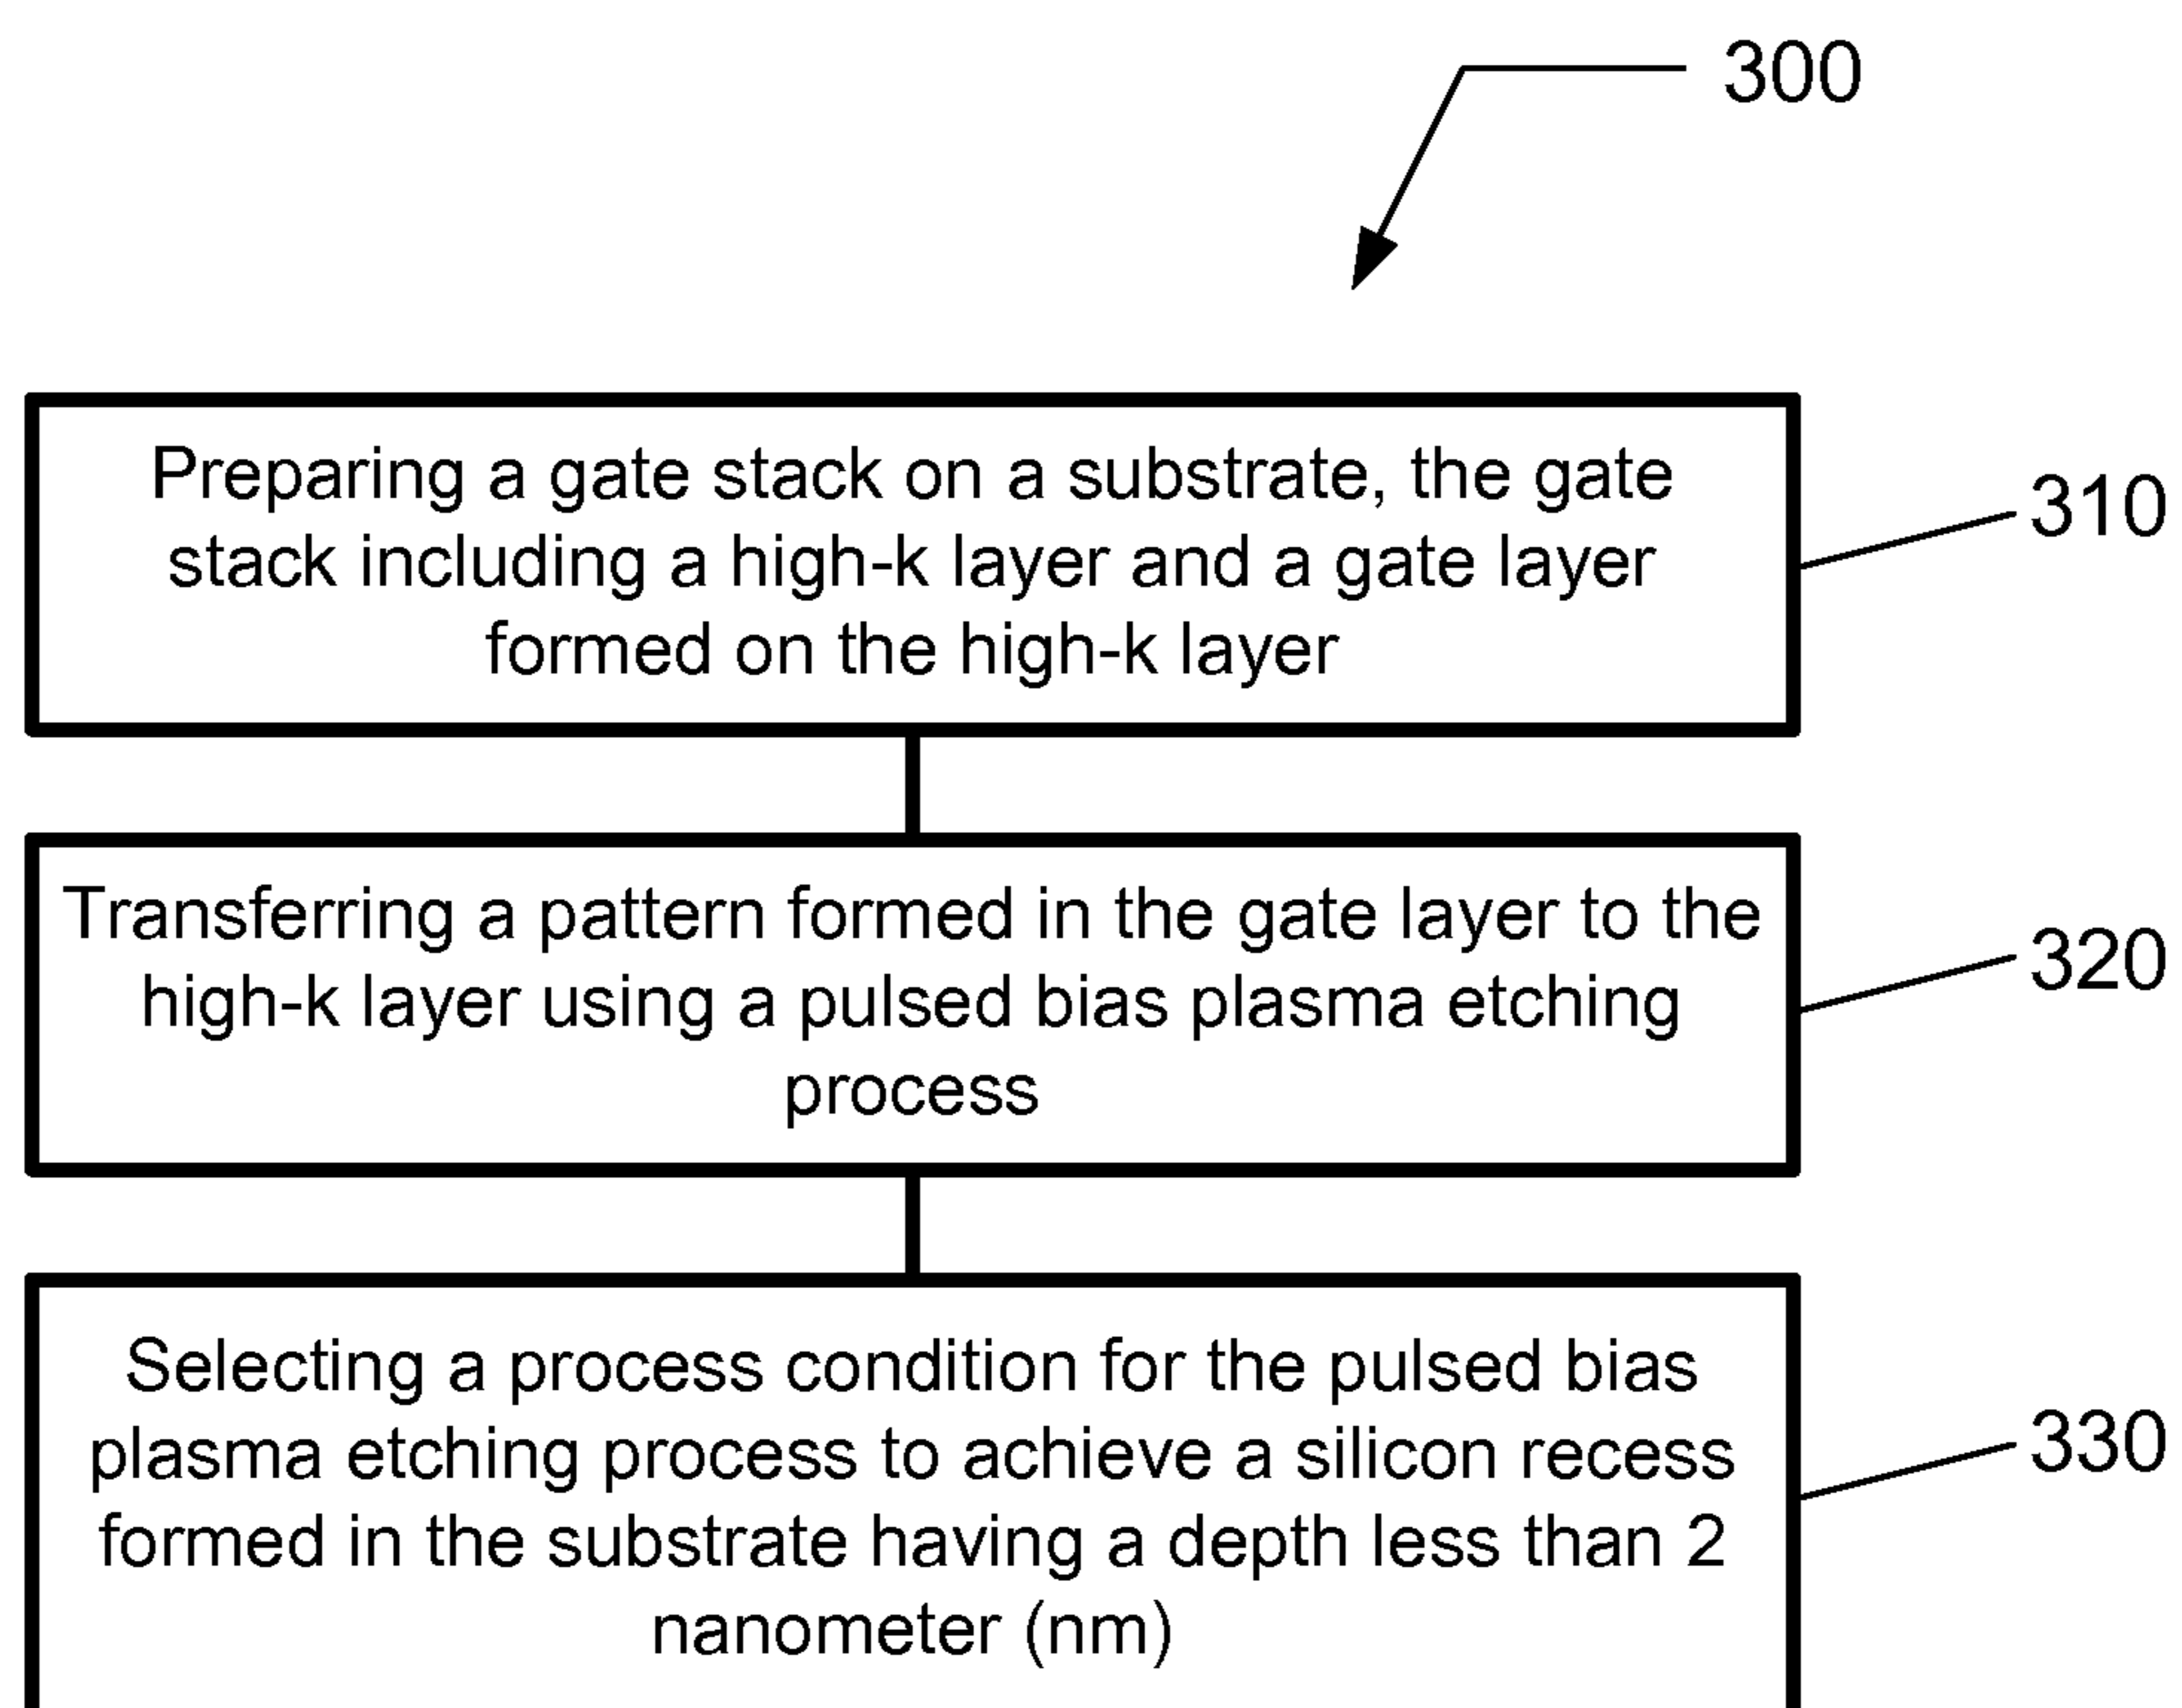 300
Preparing a gate stack on a substrate, the gate
stack including a high-k layer and a gate layer
formed on the high-k layer
310
Transferring a pattern formed in the gate layer to the
high-k layer using a pulsed bias plasma etching
process
320
Selecting a process condition for the pulsed bias
plasma etching process to achieve a silicon recess
formed in the substrate having a depth less than 2
nanometer (nm)
330